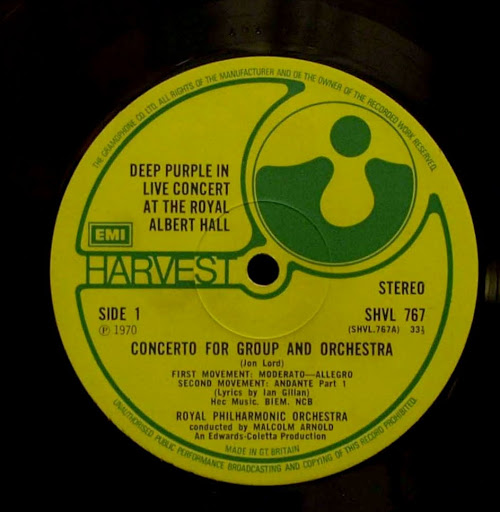 THE GRAMOPHONE CO LTD. ALL RIGHTS OF THE MANUFACTURER AND OF THE OWNER OF THE RECORDED WORK RESERVED.
DEEP PURPLE IN
LIVE CONCERT
AT THE ROYAL
ALBERT HALL
EMI
HARVEST
STEREO
SIDE 1
SHVL 767
℗ 1970
(SHVL.767A) 33⅓
CONCERTO FOR GROUP AND ORCHESTRA
(Jon Lord)
FIRST MOVEMENT: MODERATO—ALLEGRO
SECOND MOVEMENT: ANDANTE Part 1
(Lyrics by Ian Gillan)
Hec Music. BIEM. NCB
ROYAL PHILHARMONIC ORCHESTRA
conducted by MALCOLM ARNOLD
An Edwards-Coletta Production
MADE IN GT. BRITAIN
UNAUTHORISED PUBLIC PERFORMANCE BROADCASTING AND COPYING OF THIS RECORD PROHIBITED.